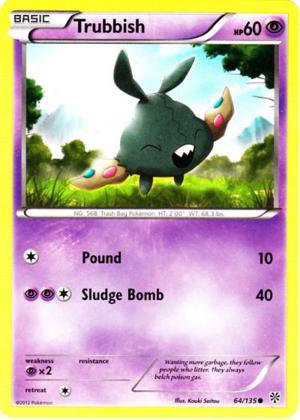 BASIC
Trubbish HP60
NO. 568 Trash Bag Pokémon HT. 2'00" WT. 68.3 lbs.
Pound 10
Sludge Bomb 40
weakness resistance
×2
retreat
Wanting more garbage, they follow
people who litter. They always
belch poison gas.
Illus. Kouki Saitou
64/135
©2012 Pokémon